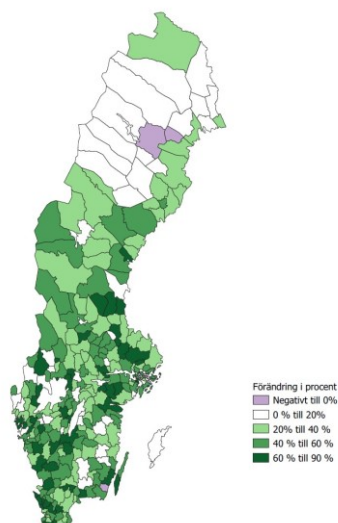 Förändring i procent
Negativt till 0%
0 % till 20%
20% till 40 %
40 % till 60 %
60 % till 90 %